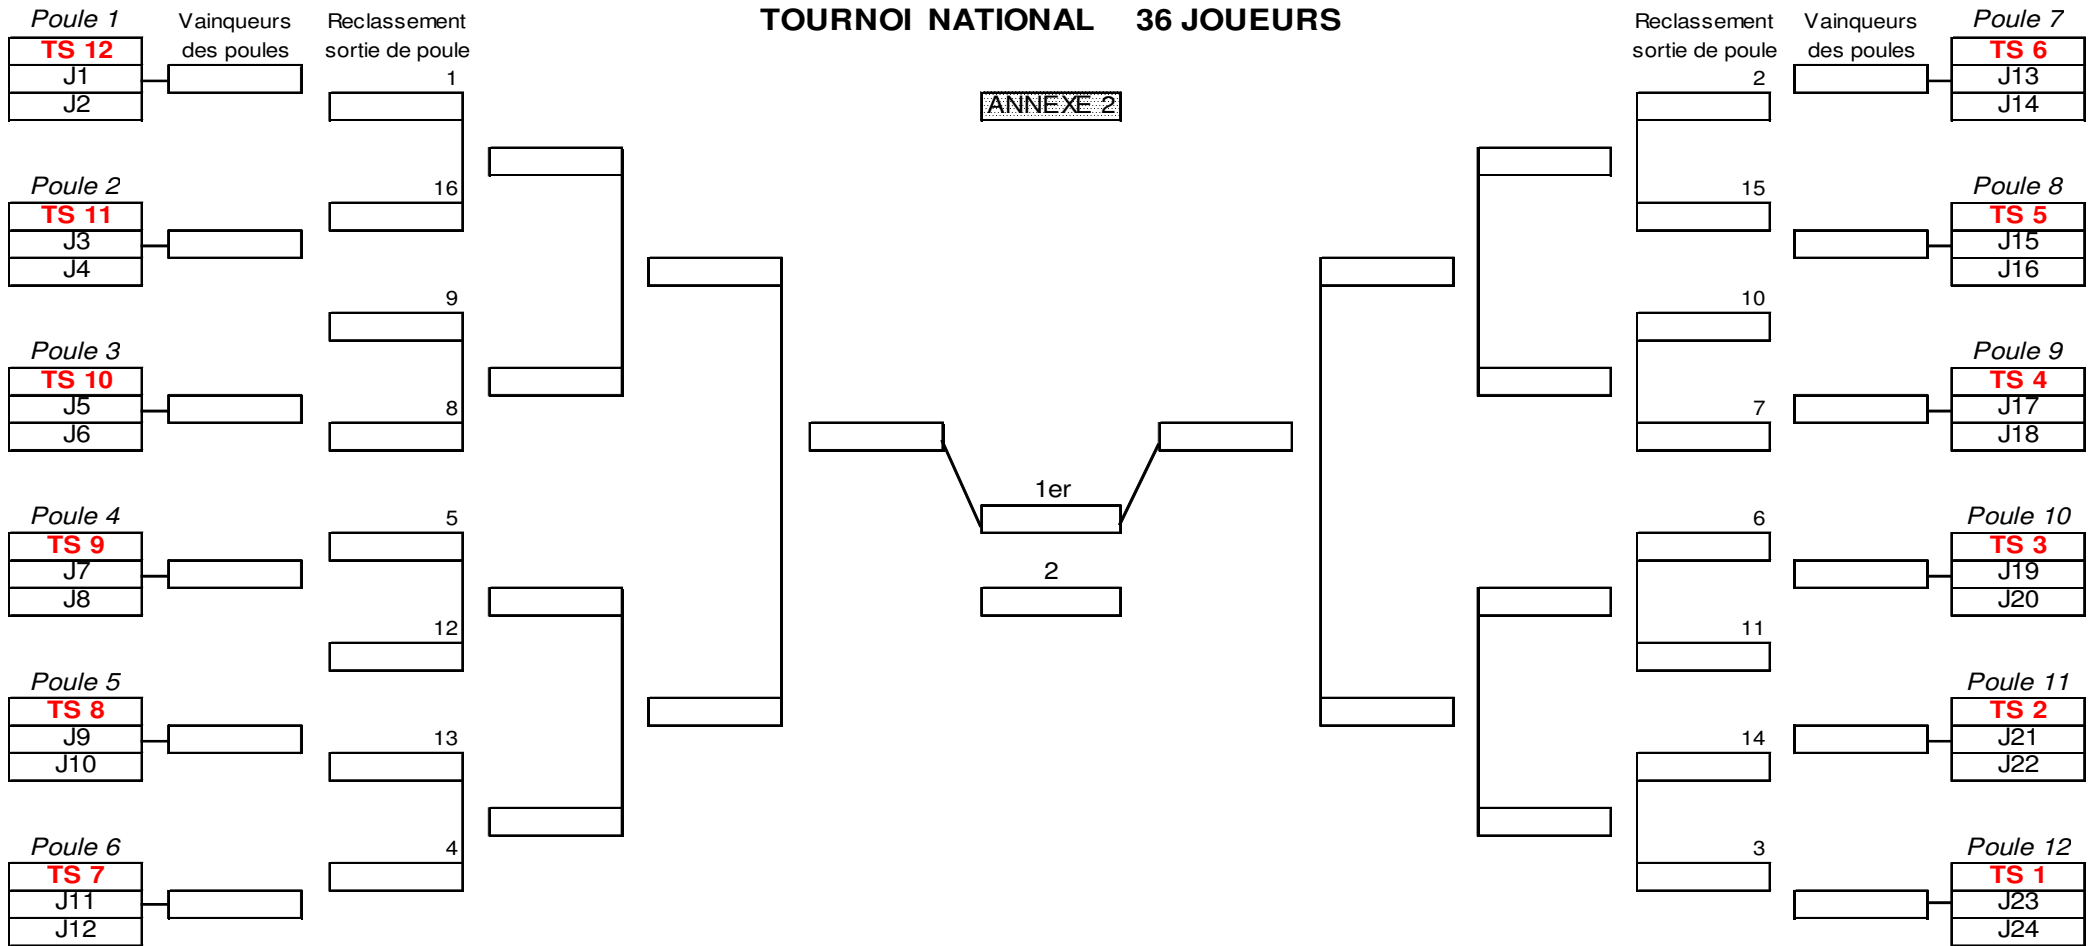 TOURNOI NATIONAL 36 JOUEURS
ANNEXE 2
Vainqueurs
des poules
Reclassement
sortie de poule
Poule 1
TS 12
J1
J2
Poule 2
TS 11
J3
J4
Poule 3
TS 10
J5
J6
Poule 4
TS 9
J7
J8
Poule 5
TS 8
J9
J10
Poule 6
TS 7
J11
J12
1
16
9
8
5
12
13
4
1er
2
Reclassement
sortie de poule
Vainqueurs
des poules
2
15
10
7
6
11
14
3
Poule 7
TS 6
J13
J14
Poule 8
TS 5
J15
J16
Poule 9
TS 4
J17
J18
Poule 10
TS 3
J19
J20
Poule 11
TS 2
J21
J22
Poule 12
TS 1
J23
J24